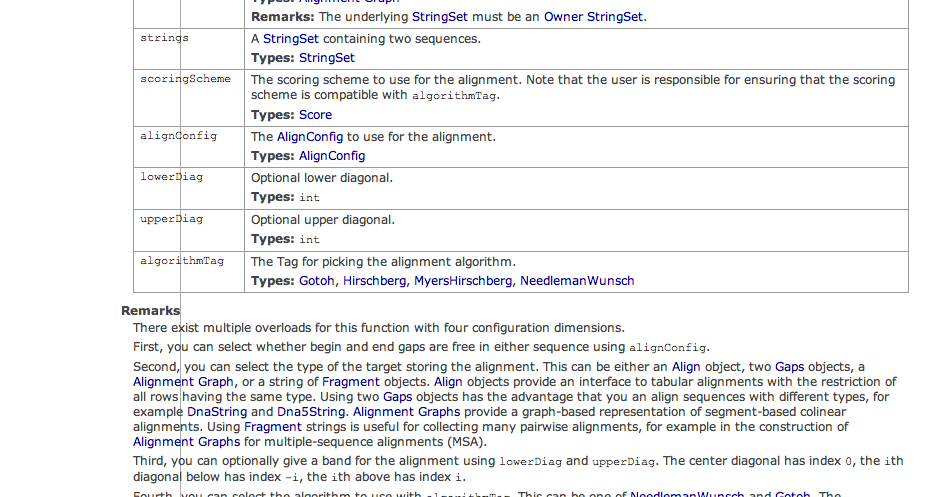 Types: Alignment Graph
Remarks: The underlying StringSet must be an Owner StringSet.
strings
A StringSet containing two sequences.
Types: StringSet
scoringScheme
The scoring scheme to use for the alignment. Note that the user is responsible for ensuring that the scoring
scheme is compatible with algorithmTag.
Types: Score
alignConfig
The AlignConfig to use for the alignment.
Types: AlignConfig
lowerDiag
Optional lower diagonal.
Types: int
upperDiag
Optional upper diagonal.
Types: int
algorithmTag
The Tag for picking the alignment algorithm.
Types: Gotoh, Hirschberg, MyersHirschberg, NeedlemanWunsch
Remarks
There exist multiple overloads for this function with four configuration dimensions.
First, you can select whether begin and end gaps are free in either sequence using alignConfig.
Second, you can select the type of the target storing the alignment. This can be either an Align object, two Gaps objects, a
Alignment Graph, or a string of Fragment objects. Align objects provide an interface to tabular alignments with the restriction of
all rows having the same type. Using two Gaps objects has the advantage that you an align sequences with different types, for
example DnaString and Dna5String. Alignment Graphs provide a graph-based representation of segment-based colinear
alignments. Using Fragment strings is useful for collecting many pairwise alignments, for example in the construction of
Alignment Graphs for multiple-sequence alignments (MSA).
Third, you can optionally give a band for the alignment using lowerDiag and upperDiag. The center diagonal has index 0, the ith
diagonal below has index -i, the ith above has index i.
Fourth, you can select the algorithm to use with algorithmTag. This can be one of NeedlemanWunsch and Gotoh. The